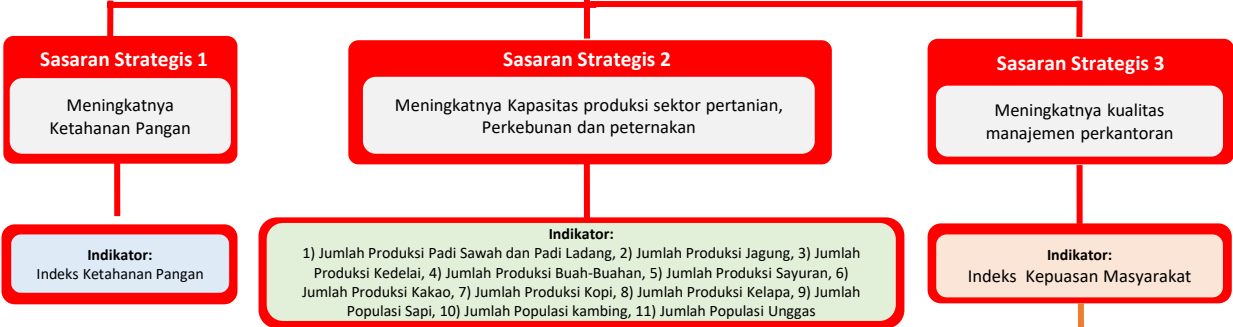 Sasaran Strategis 1
Meningkatnya
Ketahanan Pangan
Indikator:
Indeks Ketahanan Pangan
Sasaran Strategis 2
Meningkatnya Kapasitas produksi sektor pertanian,
Perkebunan dan peternakan
Indikator:
1) Jumlah Produksi Padi Sawah dan Padi Ladang, 2) Jumlah Produksi Jagung, 3) Jumlah
Produksi Kedelai, 4) Jumlah Produksi Buah-Buahan, 5) Jumlah Produksi Sayuran, 6)
Jumlah Produksi Kakao, 7) Jumlah Produksi Kopi, 8) Jumlah Produksi Kelapa, 9) Jumlah
Populasi Sapi, 10) Jumlah Populasi kambing, 11) Jumlah Populasi Unggas
Sasaran Strategis 3
Meningkatnya kualitas
manajemen perkantoran
Indikator:
Indeks Kepuasan Masyarakat